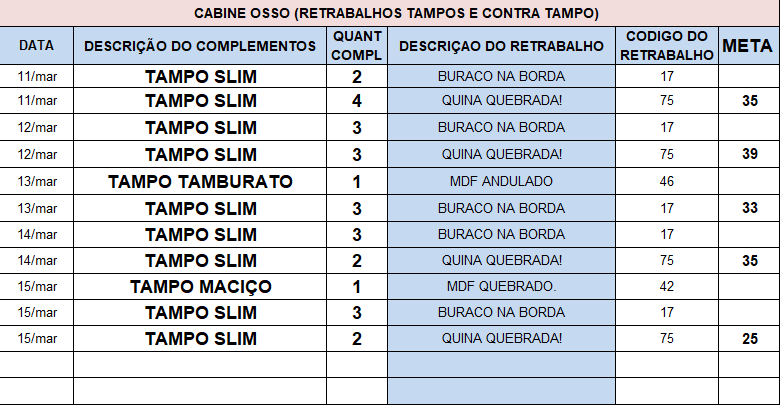 CABINE OSSO (RETRABALHOS TAMPOS E CONTRA TAMPO)
DATA DESCRIÇÃO DO COMPLEMENTOS QUANT COMPL DESCRIÇAO DO RETRABALHO CODIGO DO RETRABALHO META
11/mar TAMPO SLIM 2 BURACO NA BORDA 17
11/mar TAMPO SLIM 4 QUINA QUEBRADA! 75 35
12/mar TAMPO SLIM 3 BURACO NA BORDA 17
12/mar TAMPO SLIM 3 QUINA QUEBRADA! 75 39
13/mar TAMPO TAMBURATO 1 MDF ANDULADO 46
13/mar TAMPO SLIM 3 BURACO NA BORDA 17 33
14/mar TAMPO SLIM 3 BURACO NA BORDA 17
14/mar TAMPO SLIM 2 QUINA QUEBRADA! 75 35
15/mar TAMPO MACIÇO 1 MDF QUEBRADO. 42
15/mar TAMPO SLIM 3 BURACO NA BORDA 17
15/mar TAMPO SLIM 2 QUINA QUEBRADA! 75 25